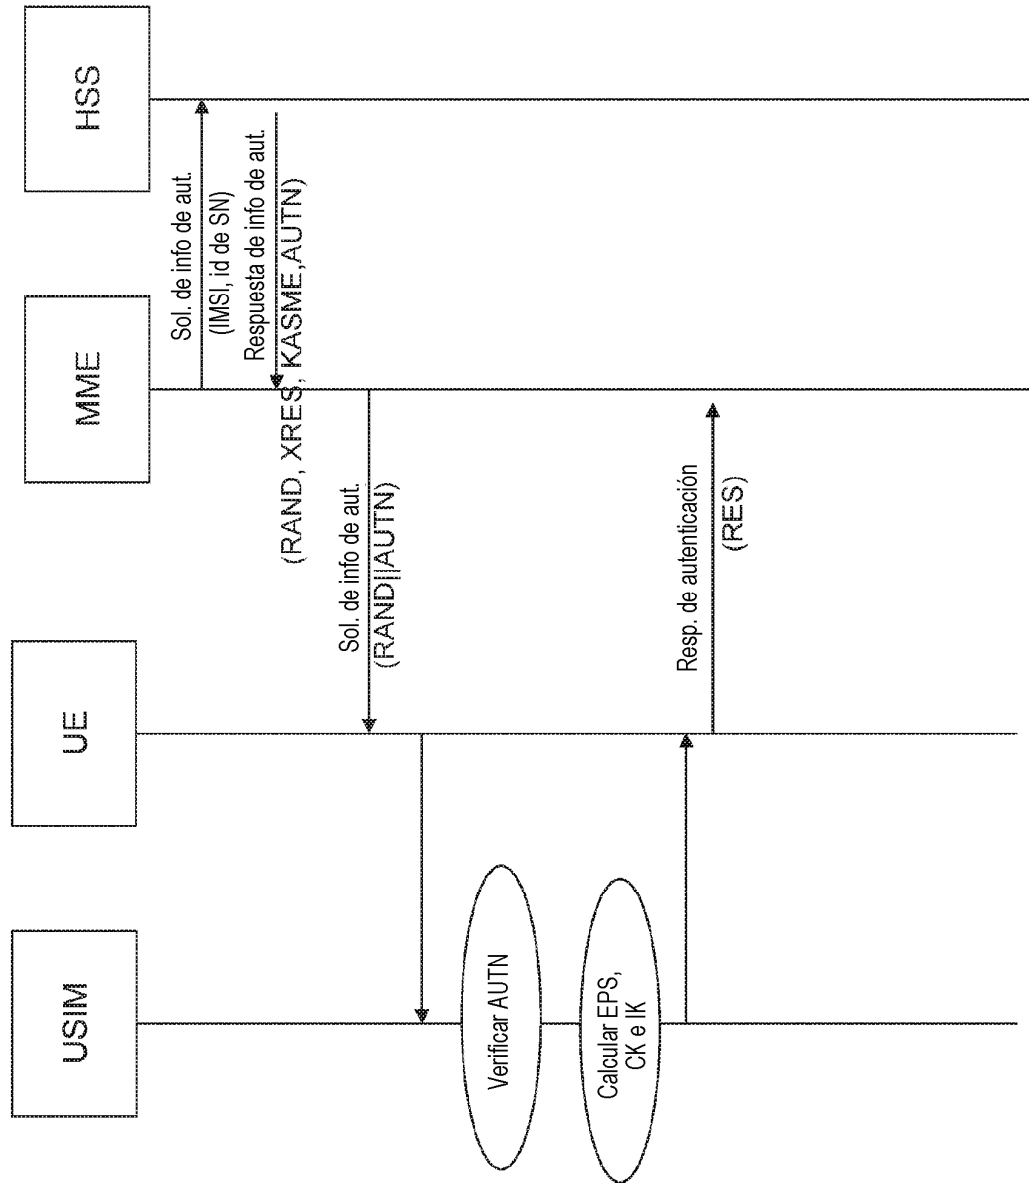 USIM
UE
MME
HSS
Sol. de info de aut.
(IMSI, id de SN)
Respuesta de info de aut.
(RAND, XRES, KASME,AUTN)
Sol. de info de aut.
(RAND||AUTN)
Verificar AUTN
Calcular EPS,
CK e IK
Resp. de autenticación
(RES)